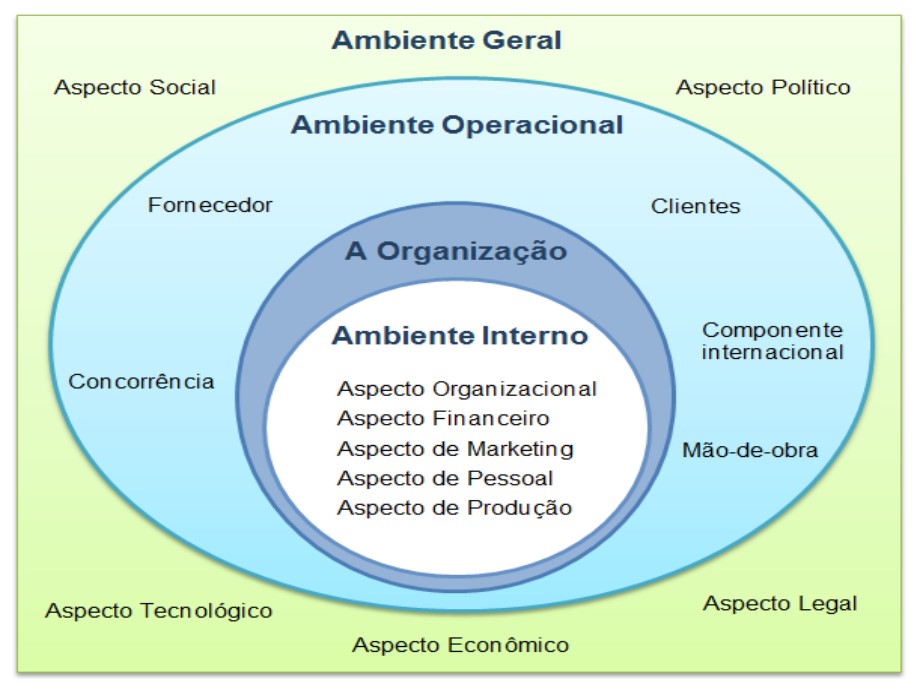 Ambiente Geral
Aspecto Social
Aspecto Político
Ambiente Operacional
Fornecedor
Clientes
A Organização
Ambiente Interno
Componente
internacional
Concorrência
Aspecto Organizacional
Aspecto Financeiro
Aspecto de Marketing
Mão-de-obra
Aspecto de Pessoal
Aspecto de Produção
Aspecto Tecnológico
Aspecto Legal
Aspecto Econômico